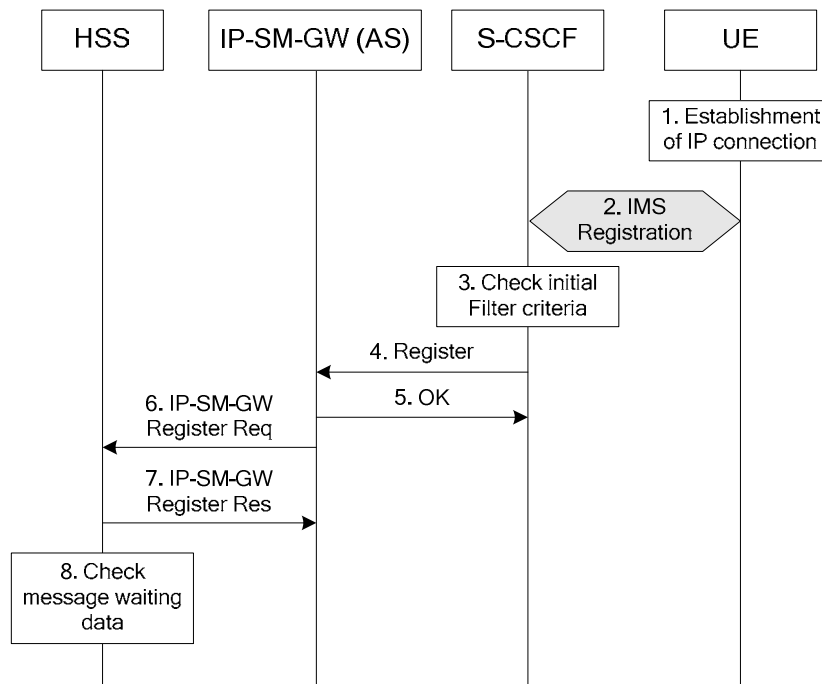 HSS
IP-SM-GW (AS)
S-CSCF
UE
1. Establishment
of IP connection
2. IMS
Registration
3. Check initial
Filter criteria
4. Register
5. OK
6. IP-SM-GW
Register Req
7. IP-SM-GW
Register Res
8. Check
message waiting
data